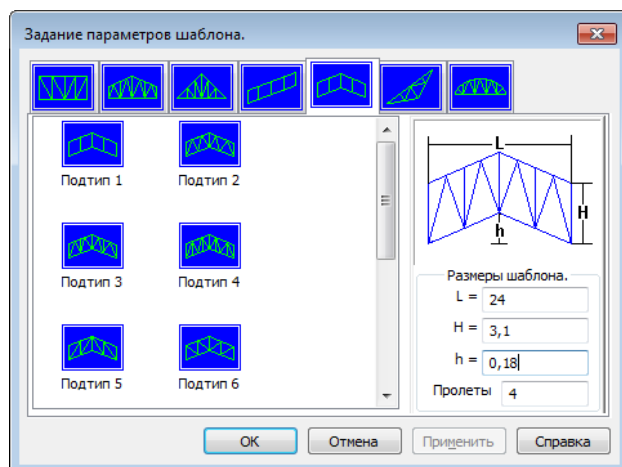 Задание параметров шаблона.
Подтип 1
Подтип 2
Подтип 3
Подтип 4
Подтип 5
Подтип 6
L
H
h
Размеры шаблона.
L = 24
H = 3,1
h = 0,18
Пролеты 4
OK
Отмена
Применить
Справка